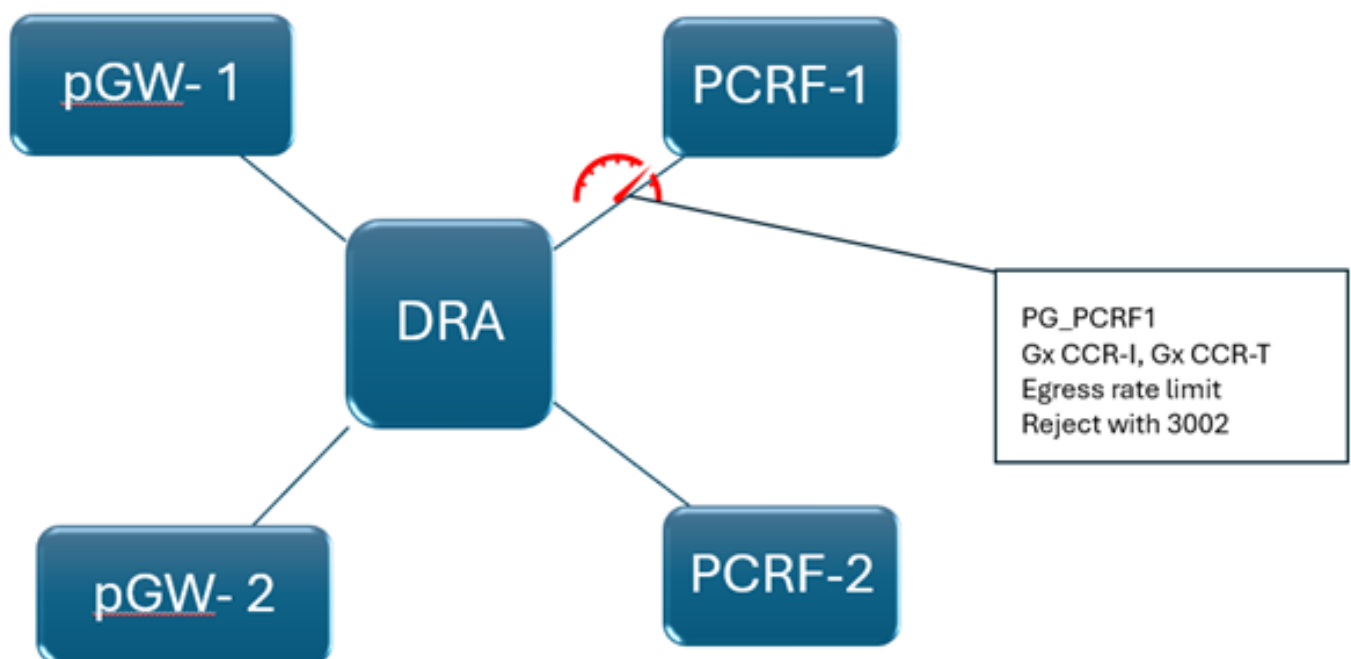 pGW- 1
PCRF-1
DRA
PG_PCRF1
Gx CCR-I, Gx CCR-T
Egress rate limit
Reject with 3002
pGW- 2
PCRF-2